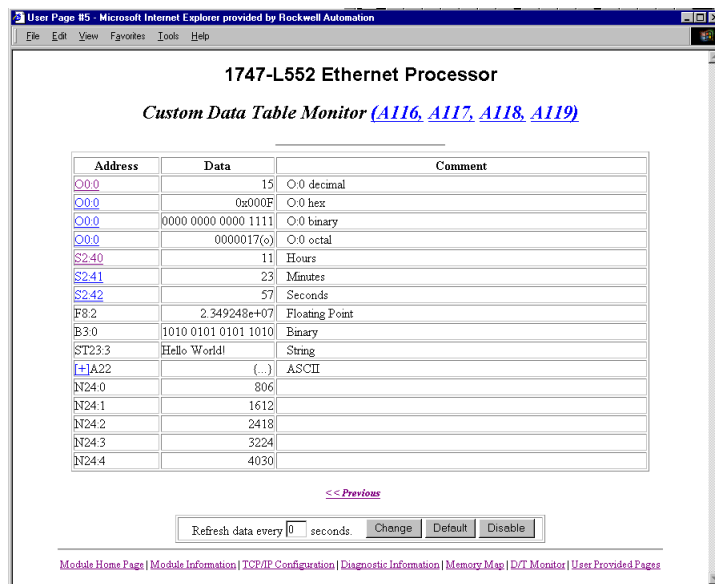 User Page #5 - Microsoft Internet Explorer provided by Rockwell Automation
File Edit View Favorites Tools Help
1747-L552 Ethernet Processor
Custom Data Table Monitor (A116, A117, A118, A119)
Address Data Comment
O0:0 15 O:0 decimal
O0:0 0x000F O:0 hex
O0:0 0000 0000 0000 1111 O:0 binary
O0:0 0000017(o) O:0 octal
S2:40 11 Hours
S2:41 23 Minutes
S2:42 57 Seconds
F8:2 2.349248e+07 Floating Point
B3:0 1010 0101 0101 1010 Binary
ST23:3 Hello World! String
[+]A22 {...} ASCII
N24:0 806
N24:1 1612
N24:2 2418
N24:3 3224
N24:4 4030
<< Previous
Refresh data every 0 seconds. Change Default Disable
Module Home Page | Module Information | TCP/IP Configuration | Diagnostic Information | Memory Map | D/T Monitor | User Provided Pages